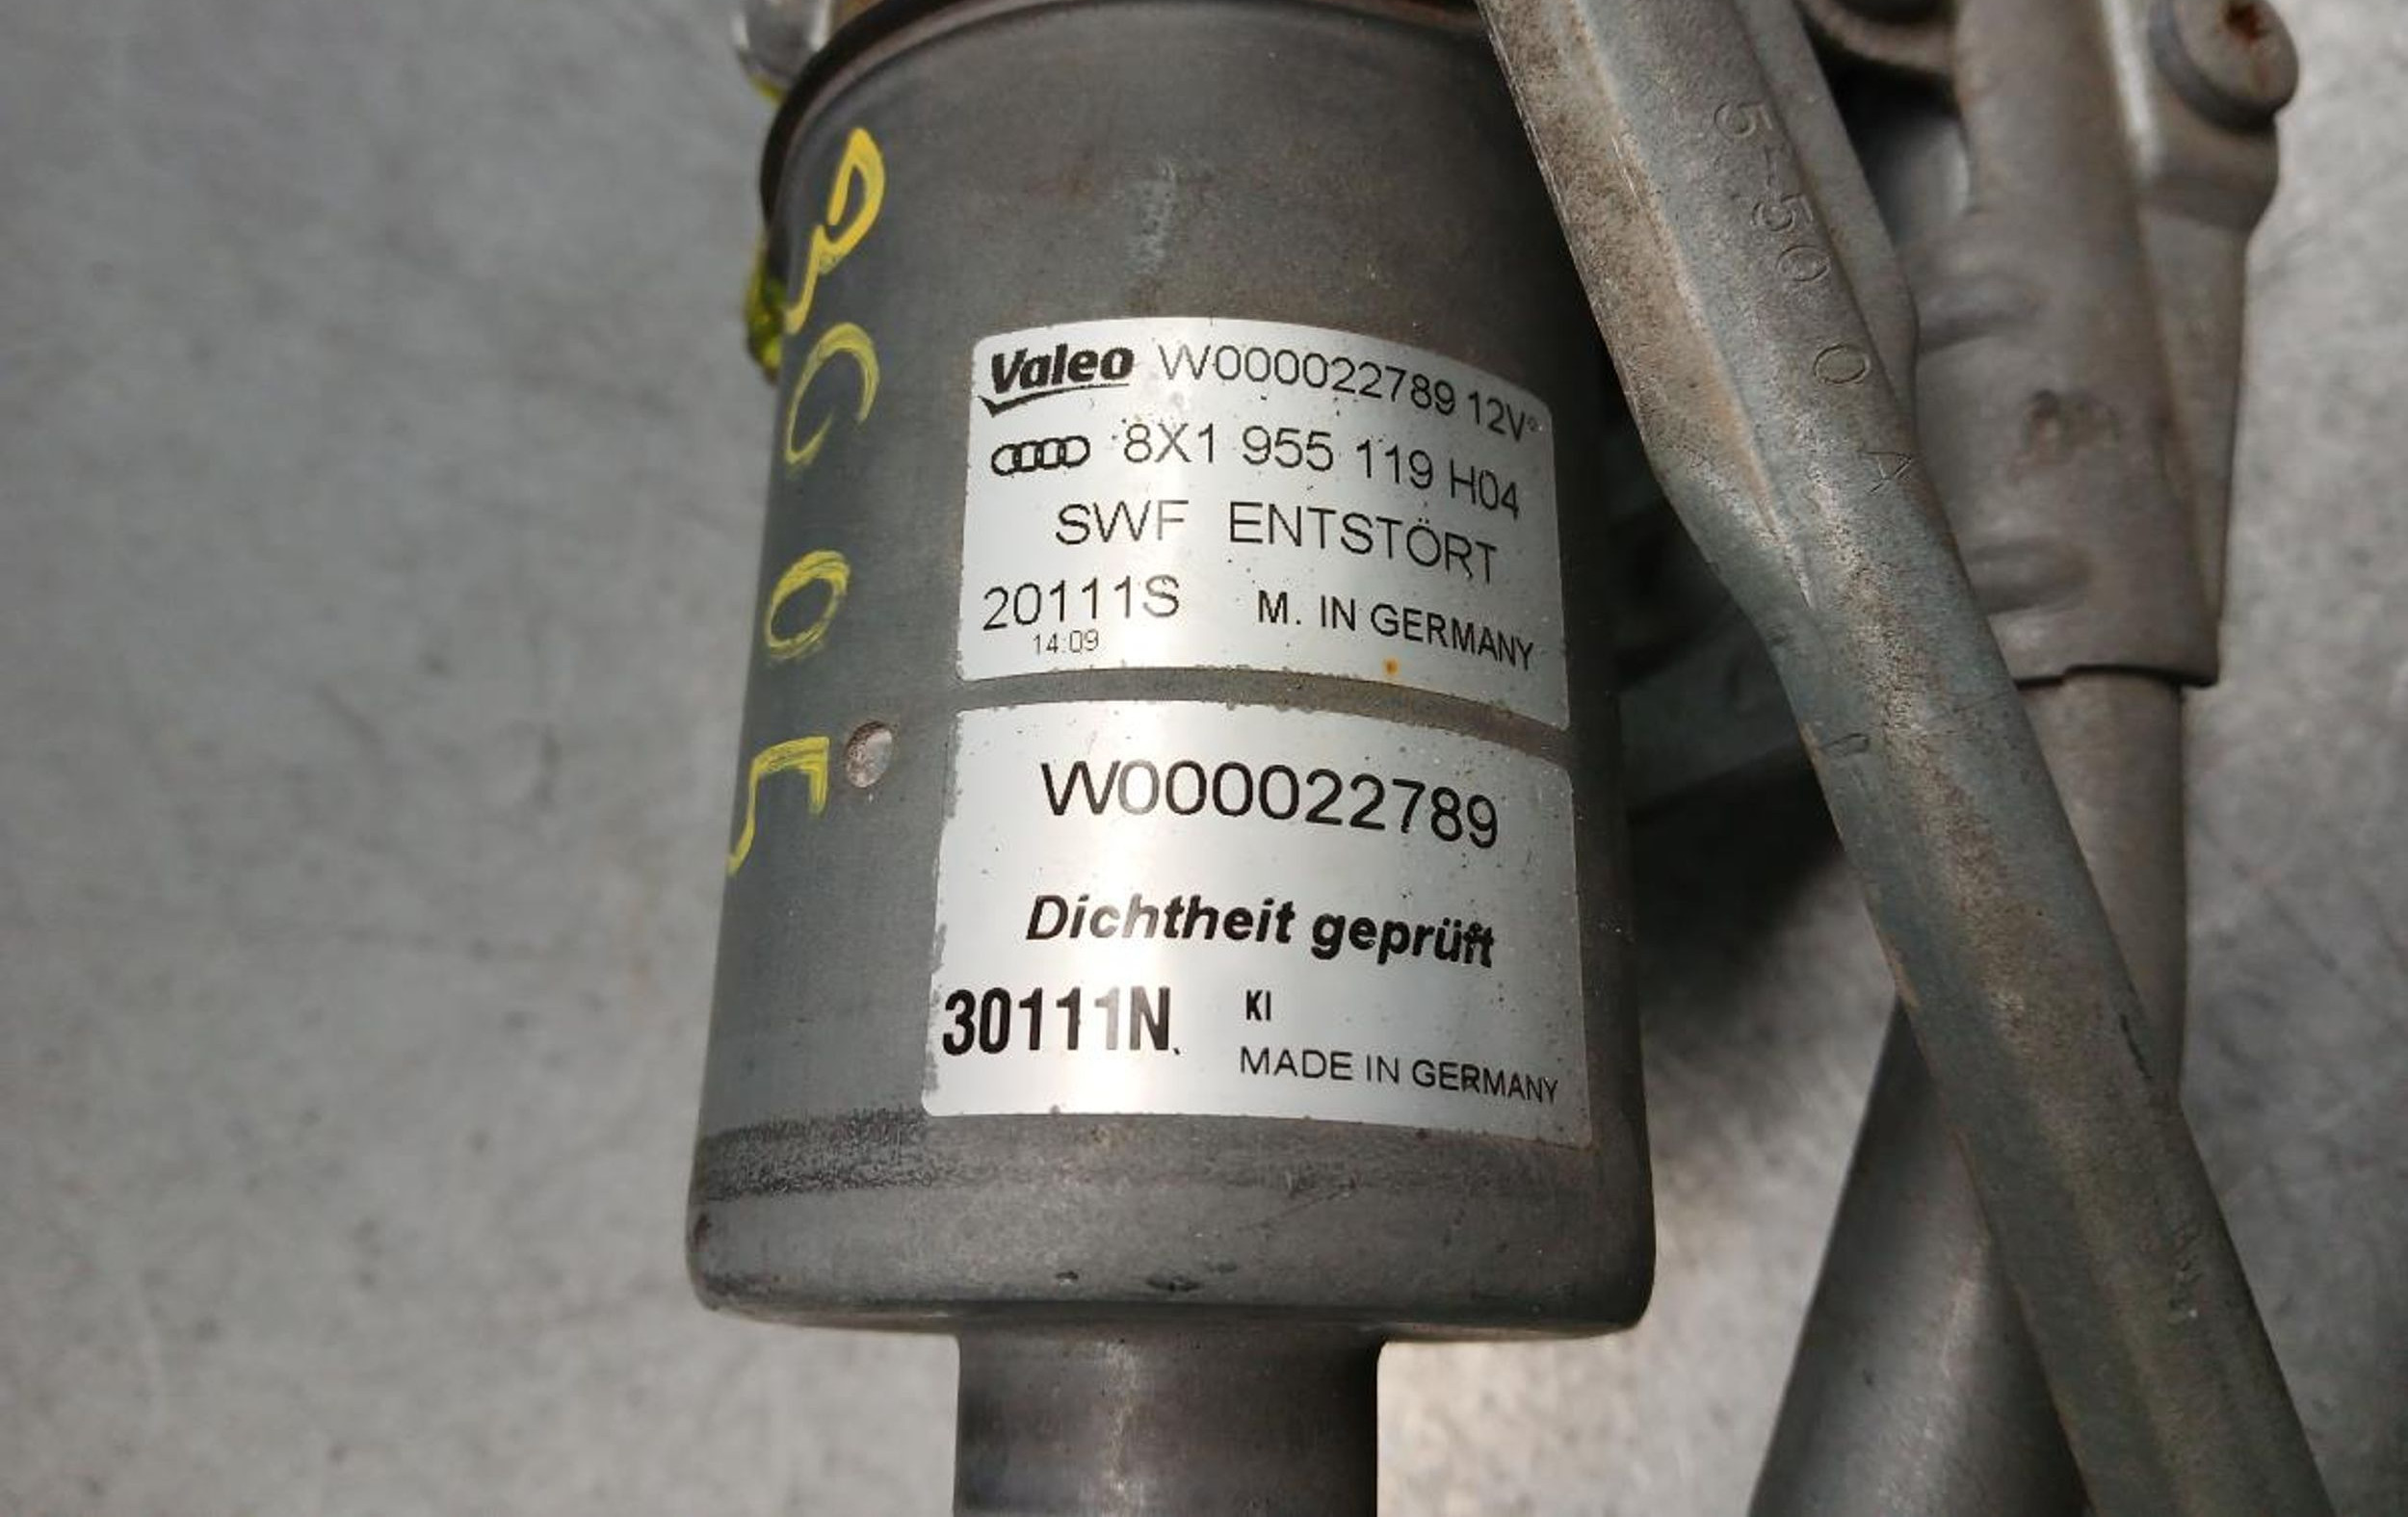 Valeo W000022789 12V
8X1 955 119 H04
SWF ENTSTÖRT
20111S M. IN GERMANY
14:09
W000022789
Dichtheit geprüft
30111N KI
MADE IN GERMANY